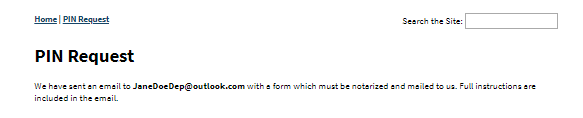 Home | PIN Request
Search the Site:
PIN Request
We have sent an email to JaneDoeDep@outlook.com with a form which must be notarized and mailed to us. Full instructions are
included in the email.